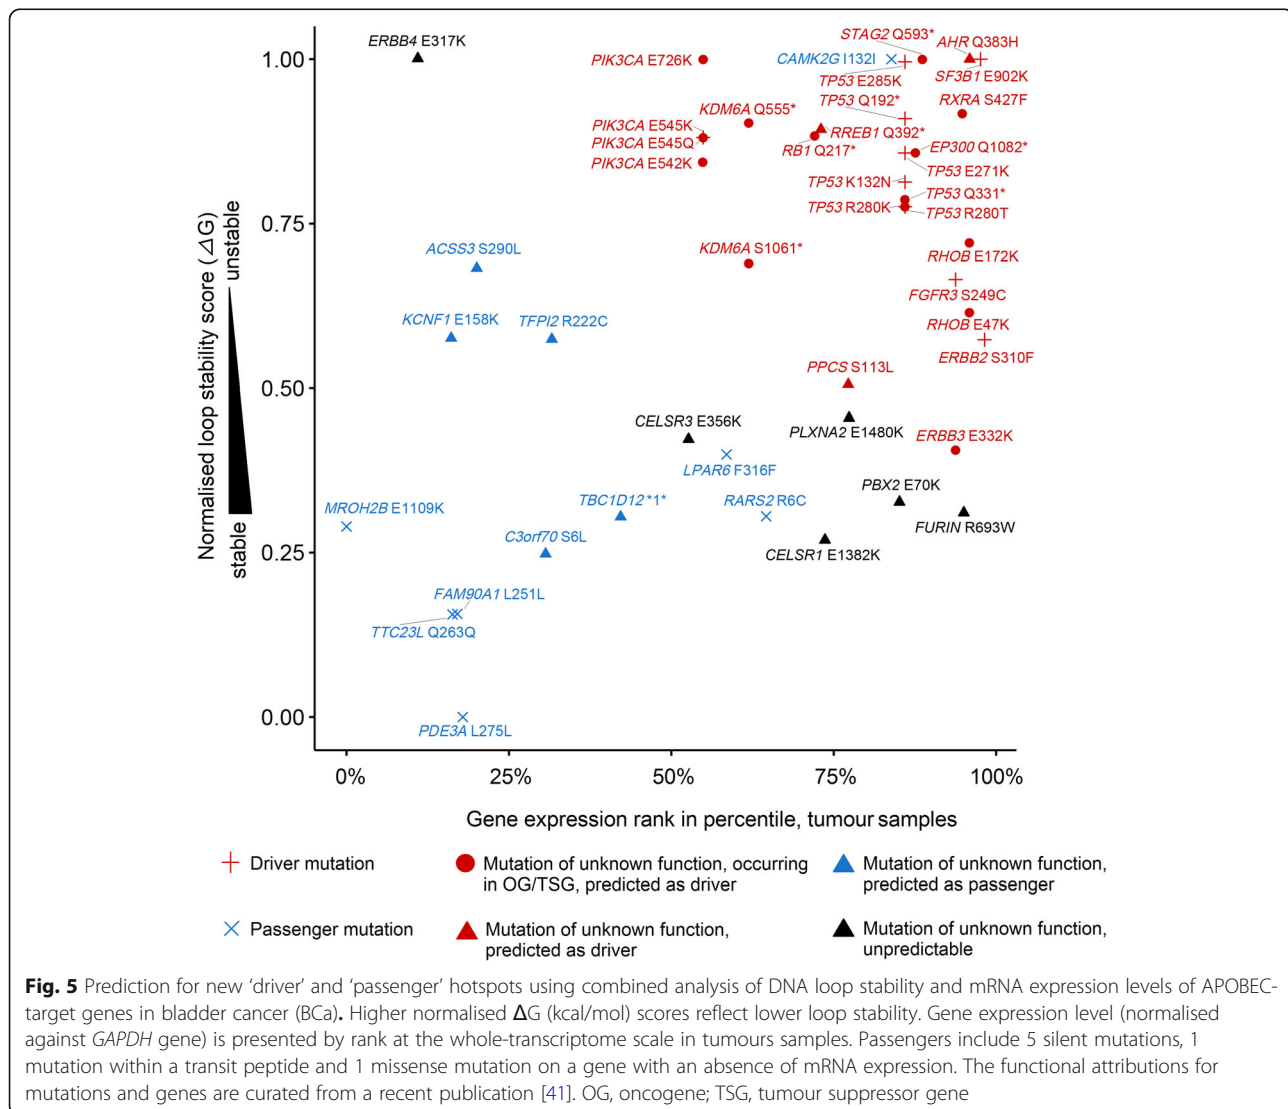 ERBB4 E317K
STAG2 Q593*
AHR Q383H
1.00
PIK3CA E726K
CAMK2G I132I
TP53 E285K
SF3B1 E902K
TP53 Q192*
RXRA S427F
KDM6A Q555*
PIK3CA E545K
RREB1 Q392*
PIK3CA E545Q
RB1 Q217*
EP300 Q1082*
PIK3CA E542K
TP53 E271K
TP53 K132N
TP53 Q331*
TP53 R280K
TP53 R280T
0.75
ACSS3 S290L
KDM6A S1061*
RHOB E172K
FGFR3 S249C
KCNF1 E158K
TFPI2 R222C
RHOB E47K
ERBB2 S310F
PPCS S113L
0.50
CELSR3 E356K
PLXNA2 E1480K
ERBB3 E332K
LPAR6 F316F
PBX2 E70K
MROH2B E1109K
TBC1D12 *1*
RARS2 R6C
FURIN R693W
C3orf70 S6L
CELSR1 E1382K
0.25
FAM90A1 L251L
TTC23L Q263Q
0.00
PDE3A L275L
Normalised loop stability score (ΔG)
stable
unstable
0%
25%
50%
75%
100%
Gene expression rank in percentile, tumour samples
Driver mutation
Mutation of unknown function, occurring
in OG/TSG, predicted as driver
Mutation of unknown function,
predicted as passenger
Passenger mutation
Mutation of unknown function,
predicted as driver
Mutation of unknown function,
unpredictable
Fig. 5 Prediction for new ‘driver’ and ‘passenger’ hotspots using combined analysis of DNA loop stability and mRNA expression levels of APOBEC-
target genes in bladder cancer (BCa). Higher normalised ΔG (kcal/mol) scores reflect lower loop stability. Gene expression level (normalised
against GAPDH gene) is presented by rank at the whole-transcriptome scale in tumours samples. Passengers include 5 silent mutations, 1
mutation within a transit peptide and 1 missense mutation on a gene with an absence of mRNA expression. The functional attributions for
mutations and genes are curated from a recent publication [41]. OG, oncogene; TSG, tumour suppressor gene